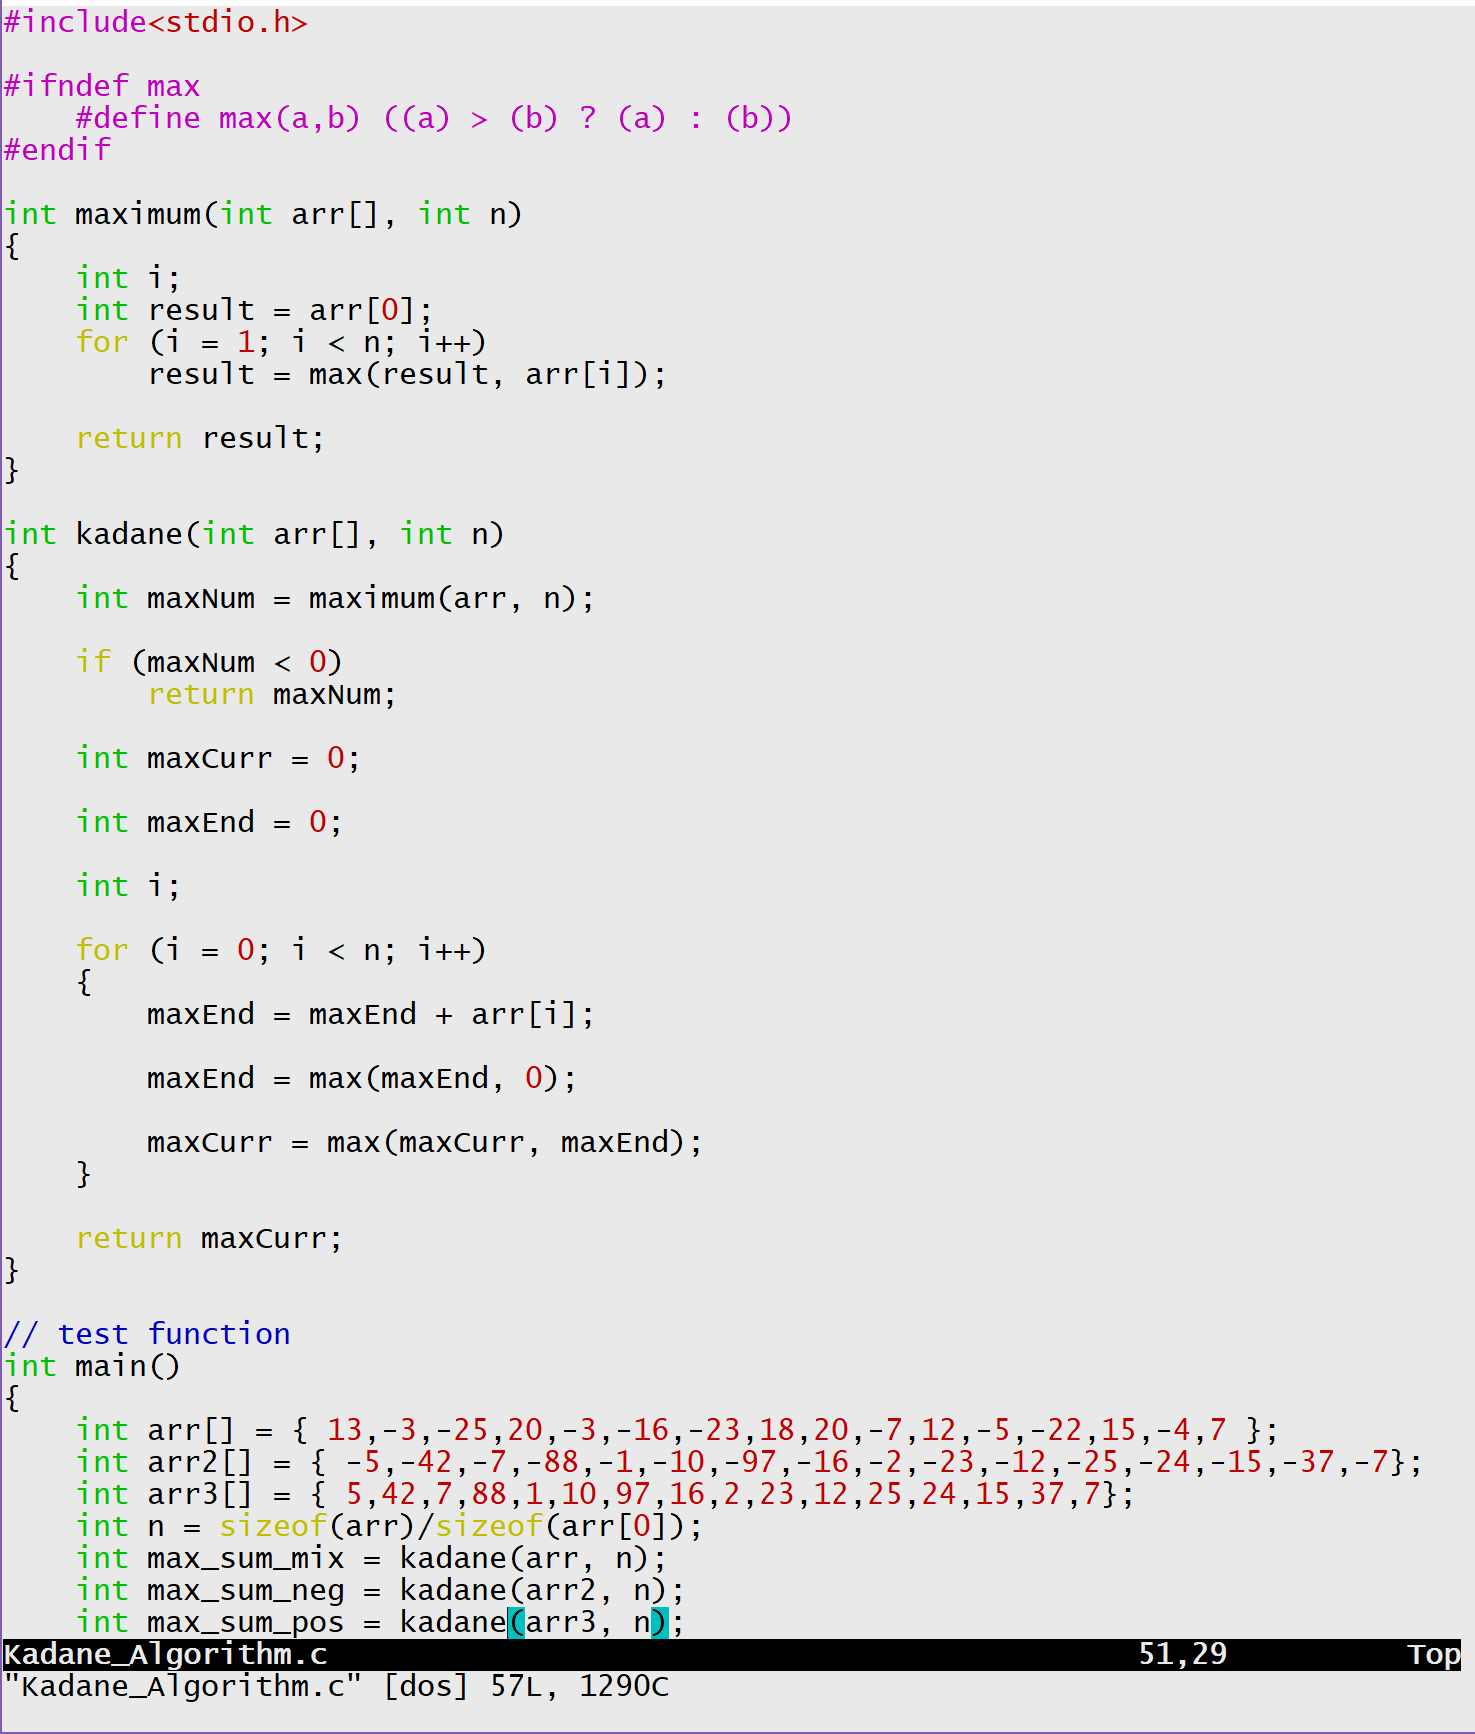 #include<stdio.h>

#ifndef max
    #define max(a,b) ((a) > (b) ? (a) : (b))
#endif

int maximum(int arr[], int n)
{
    int i;
    int result = arr[0];
    for (i = 1; i < n; i++)
        result = max(result, arr[i]);

    return result;
}

int kadane(int arr[], int n)
{
    int maxNum = maximum(arr, n);

    if (maxNum < 0)
        return maxNum;

    int maxCurr = 0;

    int maxEnd = 0;

    int i;

    for (i = 0; i < n; i++)
    {
        maxEnd = maxEnd + arr[i];

        maxEnd = max(maxEnd, 0);

        maxCurr = max(maxCurr, maxEnd);
    }

    return maxCurr;
}

// test function
int main()
{
    int arr[] = { 13,-3,-25,20,-3,-16,-23,18,20,-7,12,-5,-22,15,-4,7 };
    int arr2[] = { -5,-42,-7,-88,-1,-10,-97,-16,-2,-23,-12,-25,-24,-15,-37,-7};
    int arr3[] = { 5,42,7,88,1,10,97,16,2,23,12,25,24,15,37,7};
    int n = sizeof(arr)/sizeof(arr[0]);
    int max_sum_mix = kadane(arr, n);
    int max_sum_neg = kadane(arr2, n);
    int max_sum_pos = kadane(arr3, n);
Kadane_Algorithm.c 51,29 Top
"Kadane_Algorithm.c" [dos] 57L, 1290C